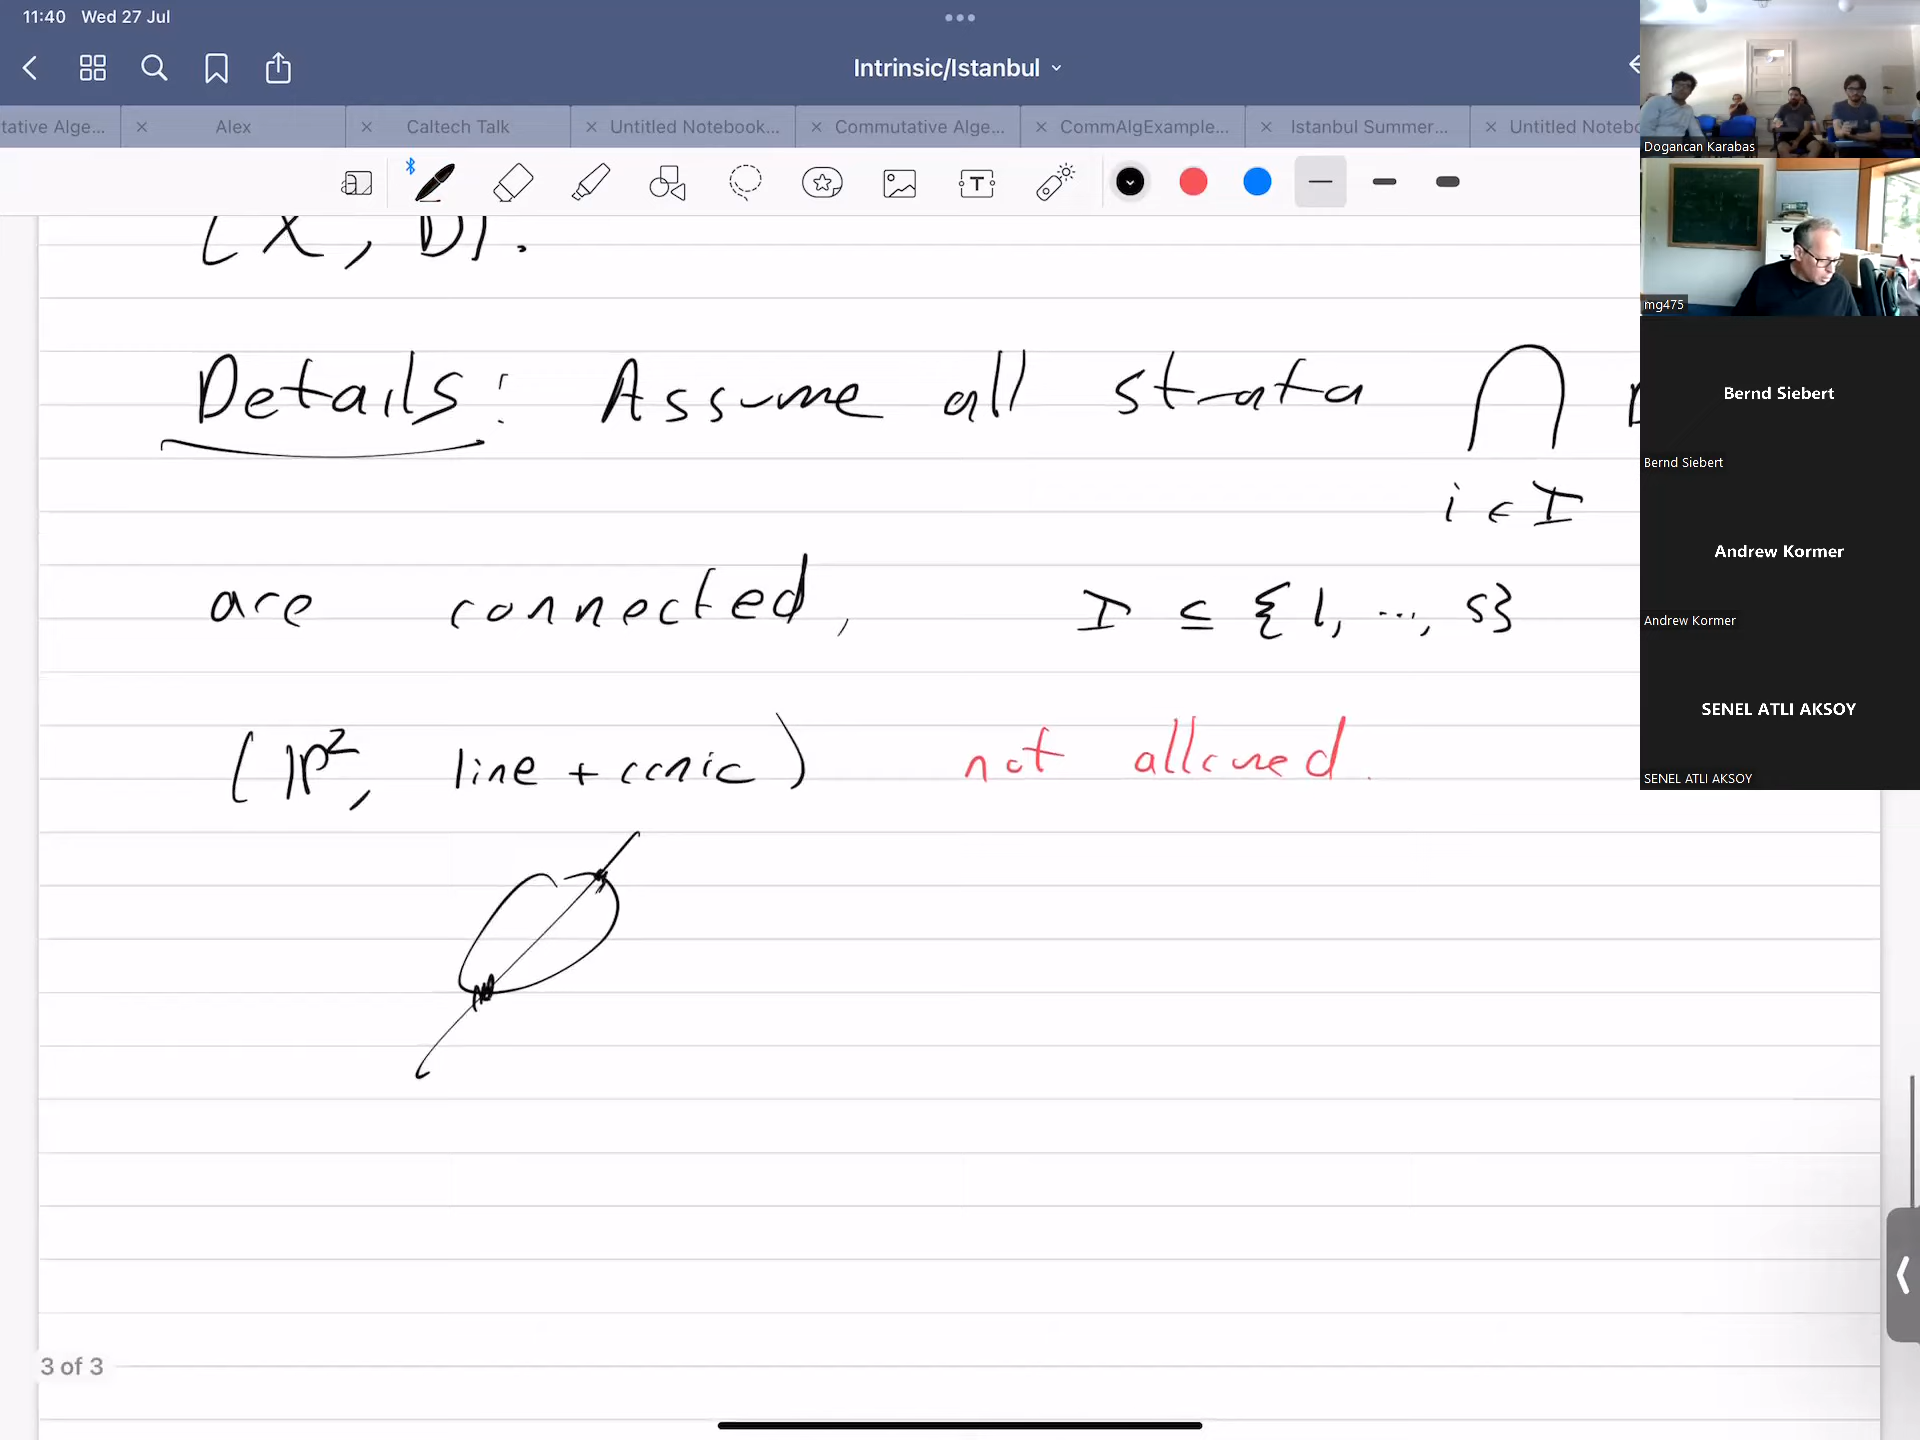 11:40 Wed 27 Jul
Intrinsic/Istanbul
tative Alge...
Alex
Caltech Talk
Untitled Notebook...
Commutative Alge...
CommAlgExample...
Istanbul Summer...
Untitled Notebo
Dogancan Karabas
mg475
Bernd Siebert
Bernd Siebert
Andrew Kormer
Andrew Kormer
SENEL ATLI AKSOY
SENEL ATLI AKSOY
(X, D).
Details: Assume all strata ⋂
i ∈ I
are connected, I ⊆ {1, ..., s}
(ℙ², line + conic) not allowed.
3 of 3